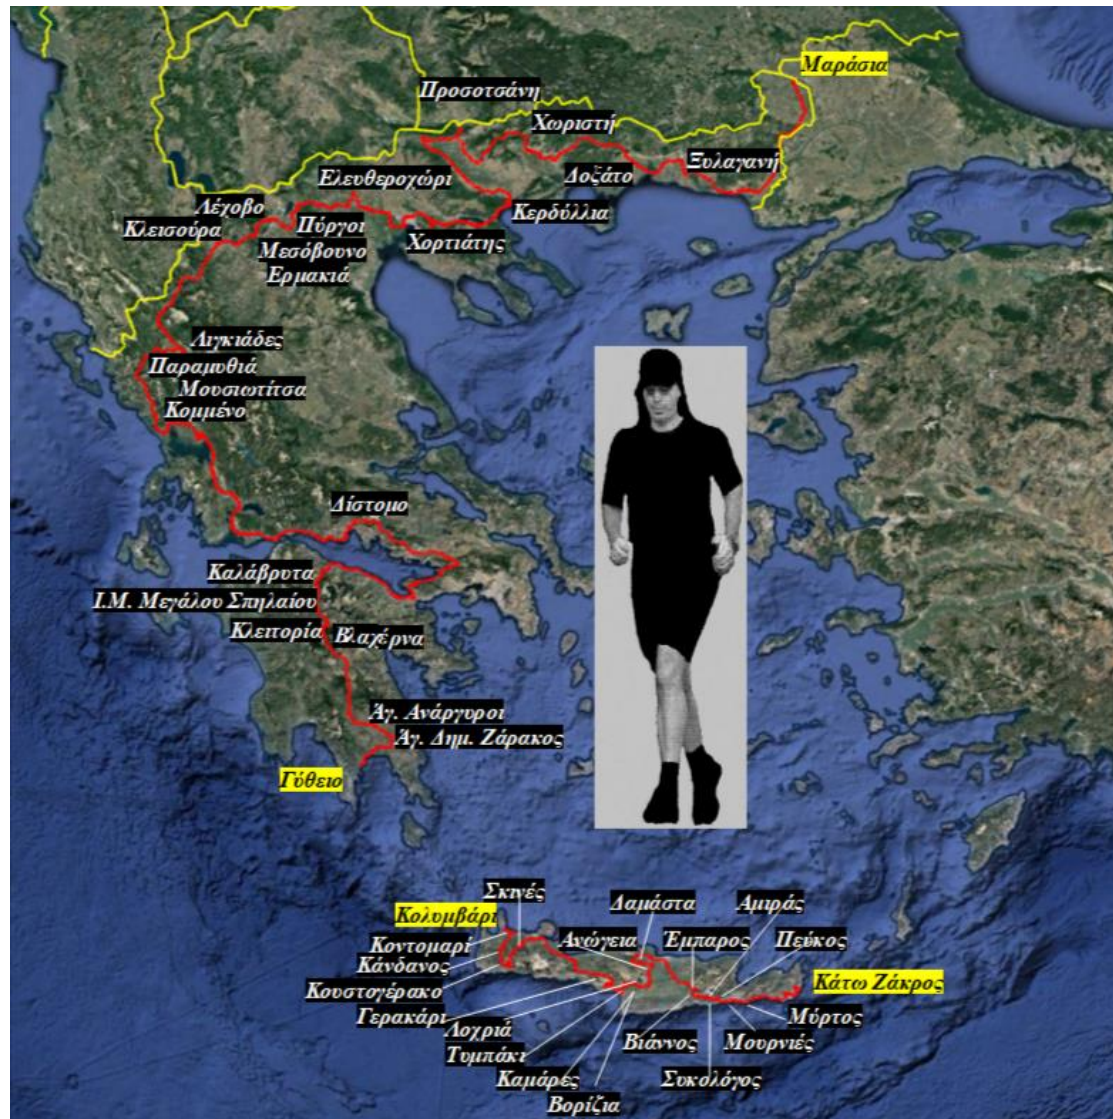 Μαράσια
Προσοτσάνη
Χωριστή
Ξυλαγανή
Δοξάτο
Ελευθεροχώρι
Λέχοβο
Κερδύλλια
Κλεισούρα
Πύργοι
Χορτιάτης
Μεσόβουνο
Ερμακιά
Λιγκιάδες
Παραμυθιά
Μουσιωτίτσα
Κομμένο
Δίστομο
Καλάβρυτα
Ι.Μ. Μεγάλου Σπηλαίου
Κλειτορία
Βλαχέρνα
Άγ. Ανάργυροι
Άγ. Δημ. Ζάρακος
Γύθειο
Σκινές
Κολυμβάρι
Δαμάστα
Αμιράς
Κοντομαρί
Ανώγεια
Έμπαρος
Πεύκος
Κάνδανος
Κουστογέρακο
Κάτω Ζάκρος
Γερακάρι
Μύρτος
Λοχριά
Βιάννος
Μουρνιές
Τυμπάκι
Καμάρες
Συκολόγος
Βορίζια